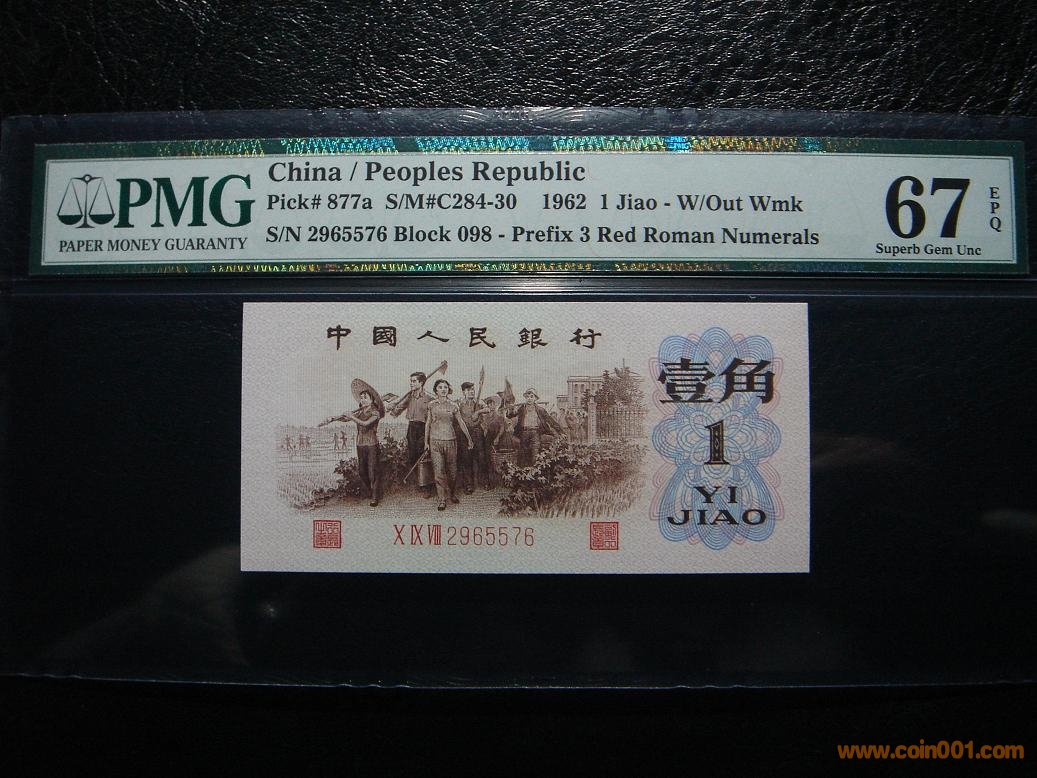 China / Peoples Republic
PMG
PAPER MONEY GUARANTY
Pick# 877a S/M#C284-30 1962 1 Jiao - W/Out Wmk
S/N 2965576 Block 098 - Prefix 3 Red Roman Numerals
67
EPQ
Superb Gem Unc
中國人民銀行
壹角
1
YI
JIAO
X IX VIII 2965576
www.coin001.com